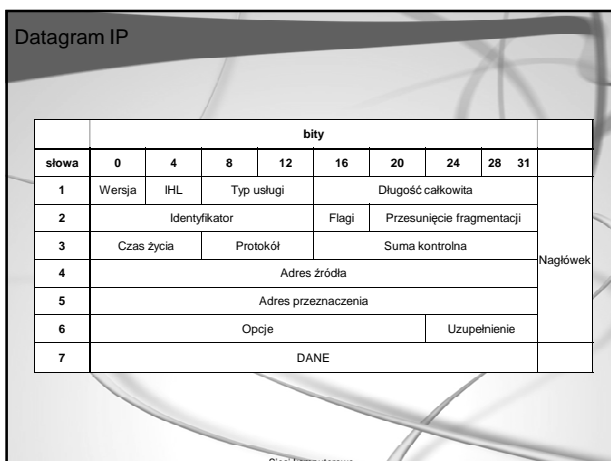 Datagram IP
bity
słowa 0 4 8 12 16 20 24 28 31
1 Wersja IHL Typ usługi Długość całkowita
2 Identyfikator Flagi Przesunięcie fragmentacji
3 Czas życia Protokół Suma kontrolna
Nagłówek
4 Adres źródła
5 Adres przeznaczenia
6 Opcje Uzupełnienie
7 DANE